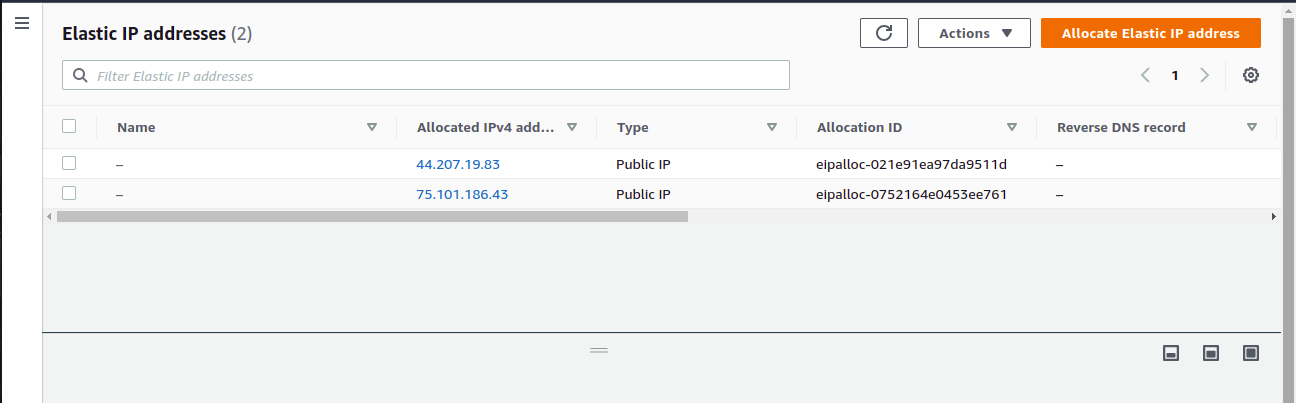 Elastic IP addresses (2)
Actions
Allocate Elastic IP address
Filter Elastic IP addresses
1
Name Allocated IPv4 add... Type Allocation ID Reverse DNS record
– 44.207.19.83 Public IP eipalloc-021e91ea97da9511d –
– 75.101.186.43 Public IP eipalloc-0752164e0453ee761 –